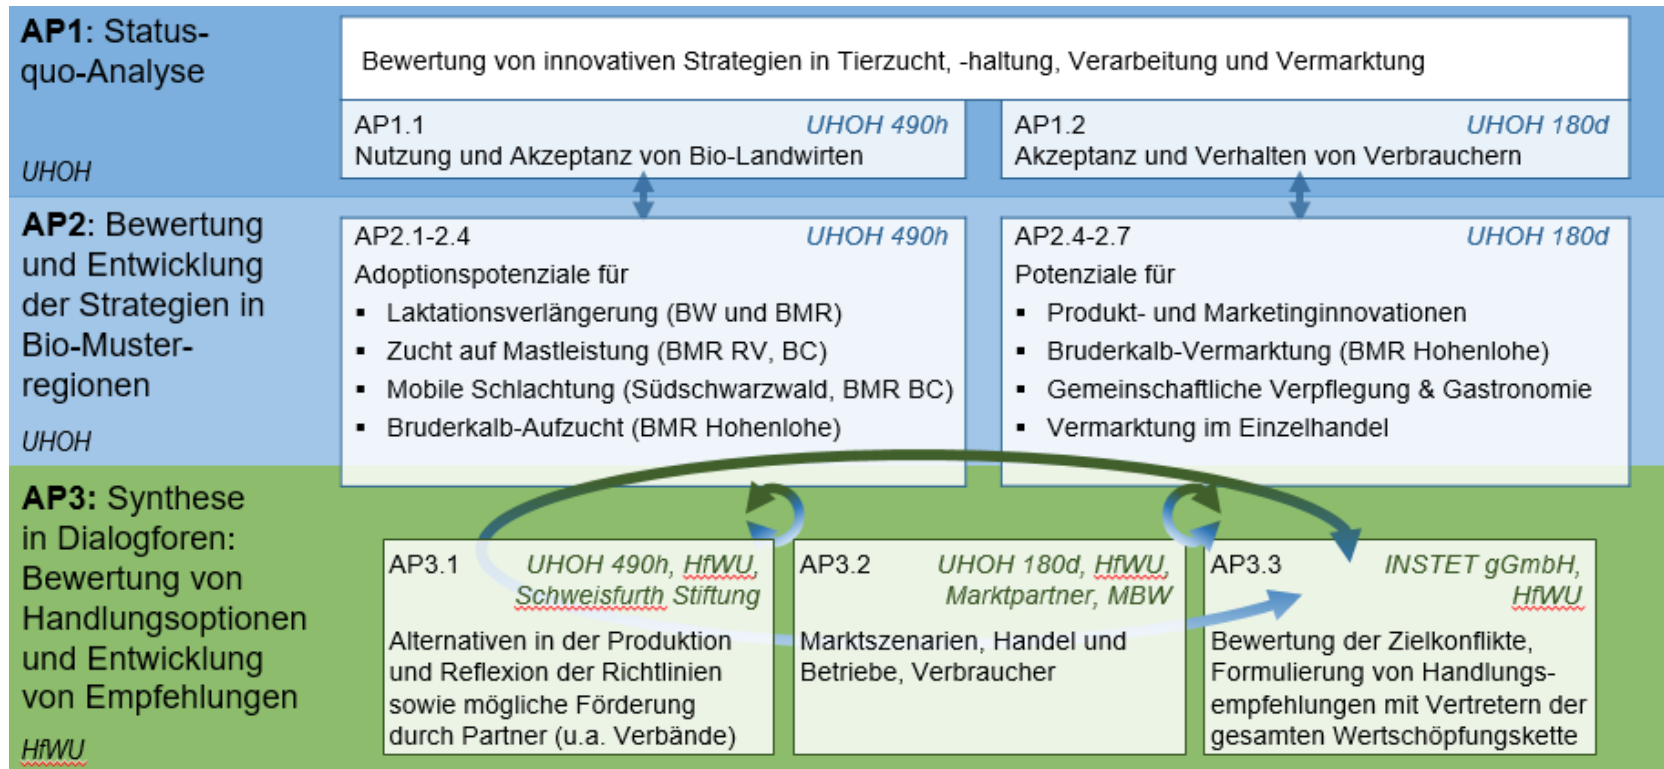 AP1: Status-
quo-Analyse
UHOH
Bewertung von innovativen Strategien in Tierzucht, -haltung, Verarbeitung und Vermarktung
AP1.1 UHOH 490h
Nutzung und Akzeptanz von Bio-Landwirten
AP1.2 UHOH 180d
Akzeptanz und Verhalten von Verbrauchern
AP2: Bewertung
und Entwicklung
der Strategien in
Bio-Muster-
regionen
UHOH
AP2.1-2.4 UHOH 490h
Adoptionspotenziale für
▪ Laktationsverlängerung (BW und BMR)
▪ Zucht auf Mastleistung (BMR RV, BC)
▪ Mobile Schlachtung (Südschwarzwald, BMR BC)
▪ Bruderkalb-Aufzucht (BMR Hohenlohe)
AP2.4-2.7 UHOH 180d
Potenziale für
▪ Produkt- und Marketinginnovationen
▪ Bruderkalb-Vermarktung (BMR Hohenlohe)
▪ Gemeinschaftliche Verpflegung & Gastronomie
▪ Vermarktung im Einzelhandel
AP3: Synthese
in Dialogforen:
Bewertung von
Handlungsoptionen
und Entwicklung
von Empfehlungen
HfWU
AP3.1 UHOH 490h, HfWU,
Schweisfurth Stiftung
Alternativen in der Produktion
und Reflexion der Richtlinien
sowie mögliche Förderung
durch Partner (u.a. Verbände)
AP3.2 UHOH 180d, HfWU,
Marktpartner, MBW
Marktszenarien, Handel und
Betriebe, Verbraucher
AP3.3 INSTET gGmbH,
HfWU
Bewertung der Zielkonflikte,
Formulierung von Handlungs-
empfehlungen mit Vertretern der
gesamten Wertschöpfungskette